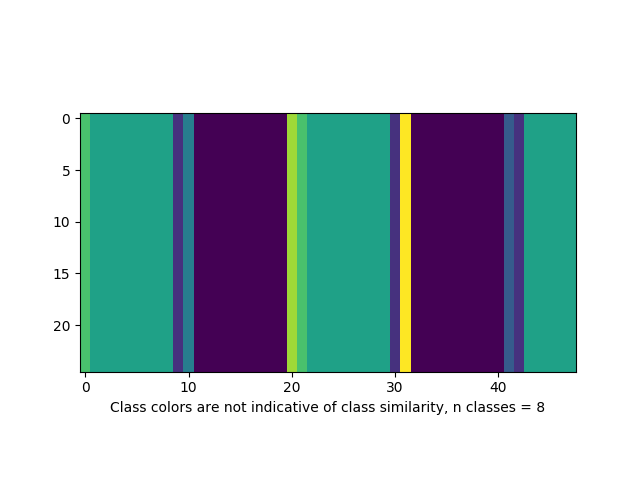 0
5
10
15
20
0 10 20 30 40
Class colors are not indicative of class similarity, n classes = 8